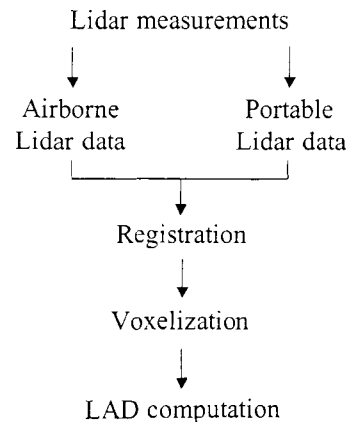 Lidar measurements
Airborne
Lidar data
Portable
Lidar data
Registration
Voxelization
LAD computation